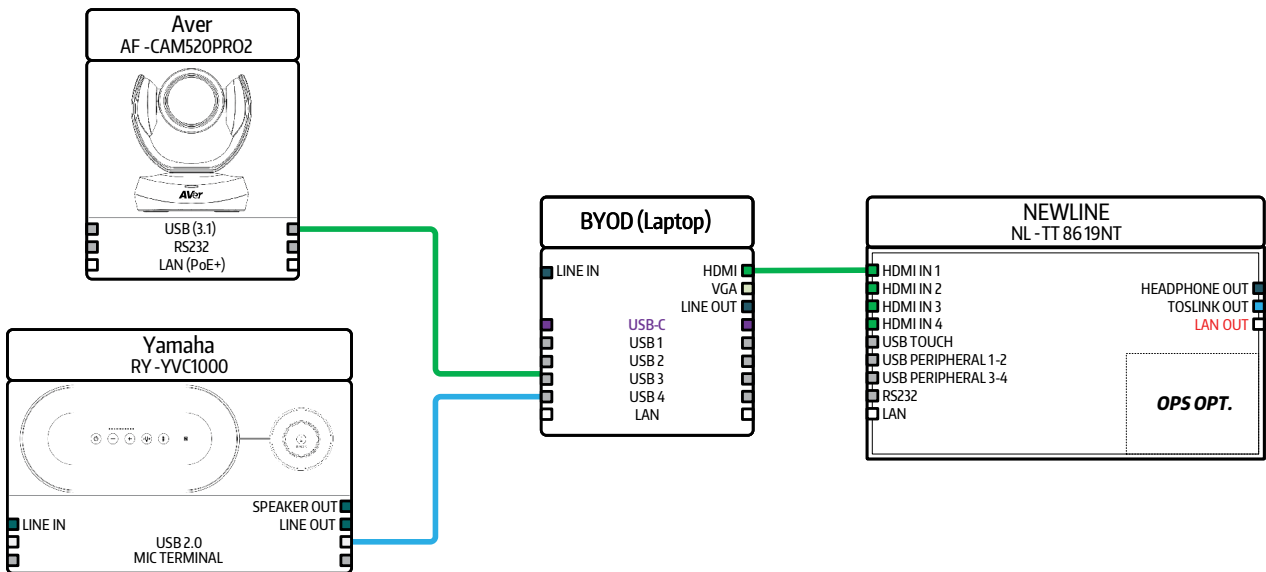 Aver
AF -CAM520PRO2
AVer
USB (3.1)
RS232
LAN (PoE+)
Yamaha
RY -YVC1000
SPEAKER OUT
LINE IN
LINE OUT
USB 2.0
MIC TERMINAL
BYOD (Laptop)
LINE IN
HDMI
VGA
LINE OUT
USB-C
USB 1
USB 2
USB 3
USB 4
LAN
NEWLINE
NL -TT 8619NT
HDMI IN 1
HDMI IN 2
HDMI IN 3
HDMI IN 4
USB TOUCH
USB PERIPHERAL 1-2
USB PERIPHERAL 3-4
RS232
LAN
HEADPHONE OUT
TOSLINK OUT
LAN OUT
OPS OPT.